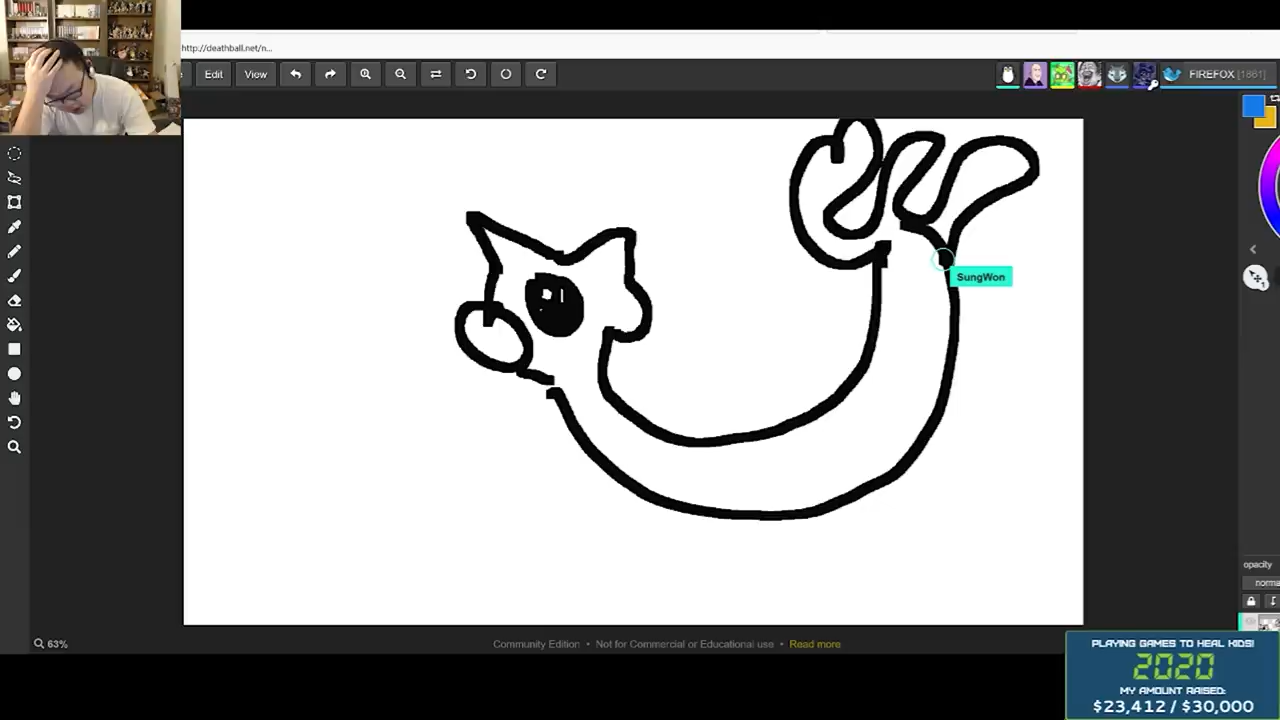 http://deathball.net/n...
Edit
View
FIREFOX [1861]
SungWon
opacity
63%
Community Edition • Not for Commercial or Educational use • Read more
PLAYING GAMES TO HEAL KIDS!
2020
MY AMOUNT RAISED:
$23,412 / $30,000